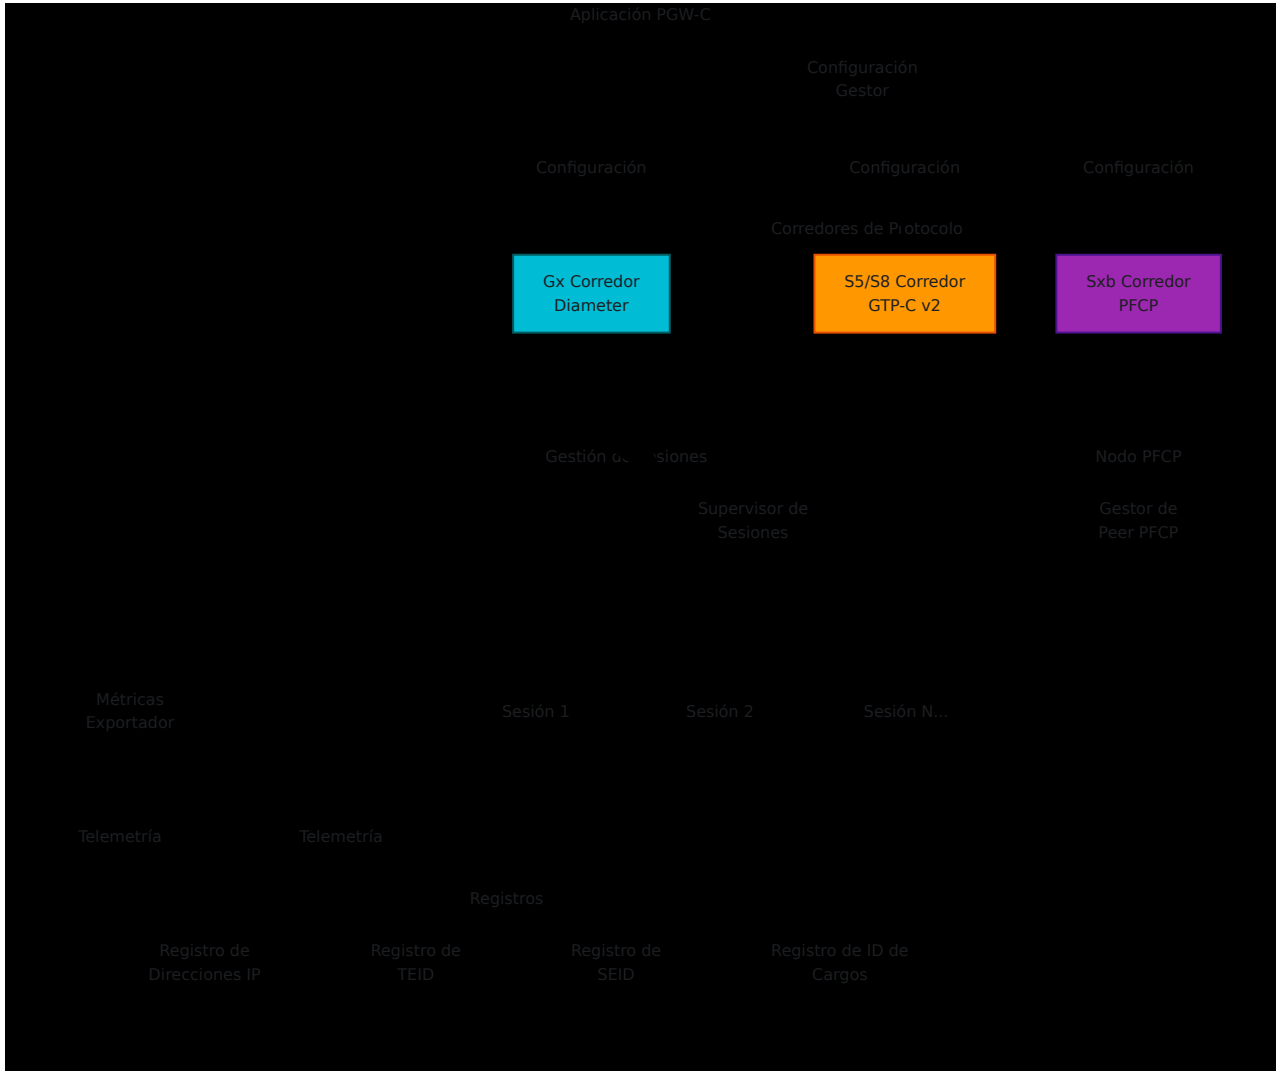 Aplicación PGW-C
Configuración
Gestor
Configuración
Configuración
Configuración
Corredores de Protocolo
Gx Corredor
Diameter
S5/S8 Corredor
GTP-C v2
Sxb Corredor
PFCP
Gestión de
Nodo PFCP
Supervisor de
Sesiones
Gestor de
Peer PFCP
Métricas
Exportador
Sesión 1
Sesión 2
Sesión N...
Telemetría
Telemetría
Registros
Registro de
Direcciones IP
Registro de
TEID
Registro de
SEID
Registro de ID de
Cargos